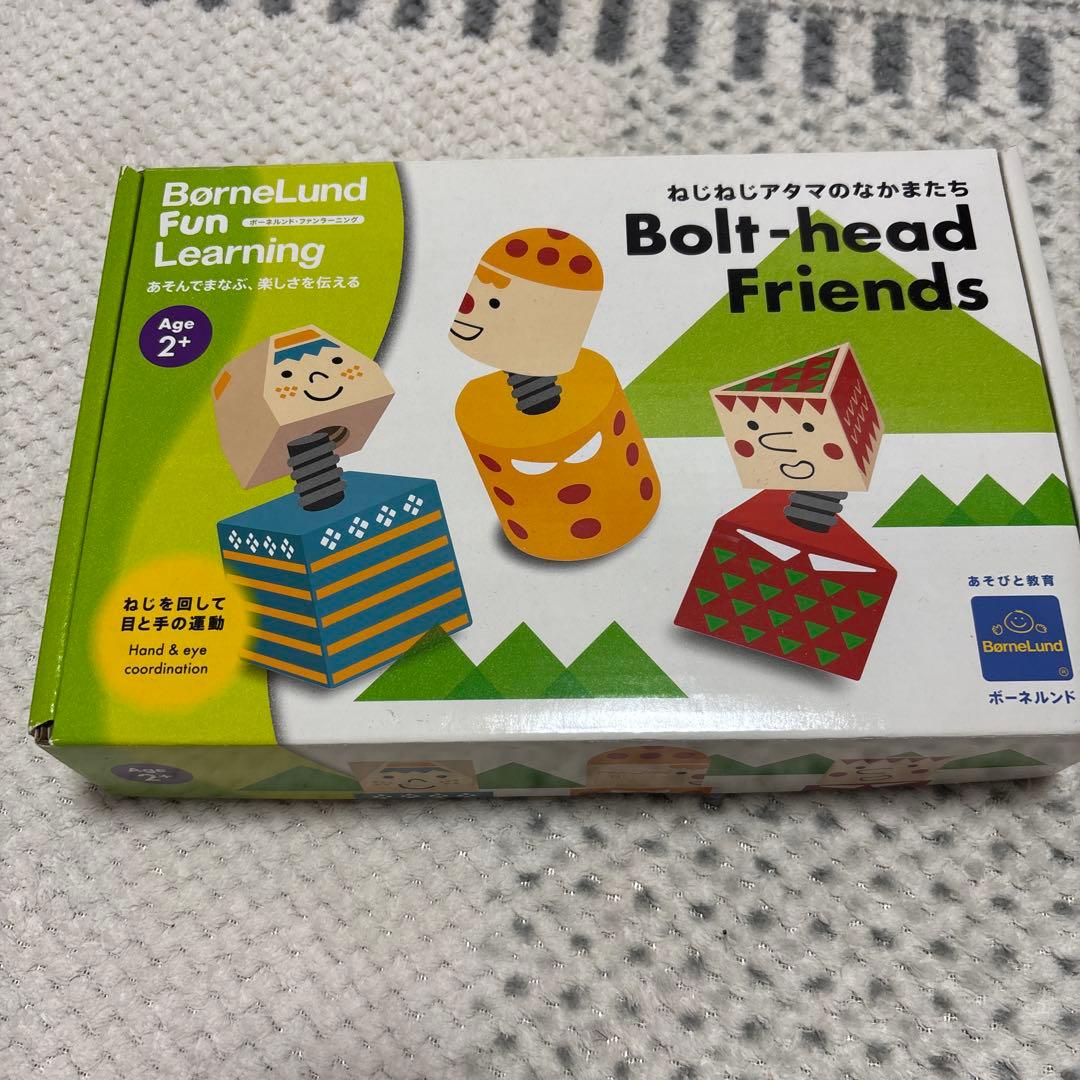 BørneLund
Fun
ボーネルンド・ファンラーニング
Learning
あそんでまなぶ、楽しさを伝える
Age
2+
ねじねじアタマのなかまたち
Bolt-head
Friends
ねじを回して
目と手の運動
Hand & eye
coordination
あそびと教育
BørneLund
®
ボーネルンド
Age
2+